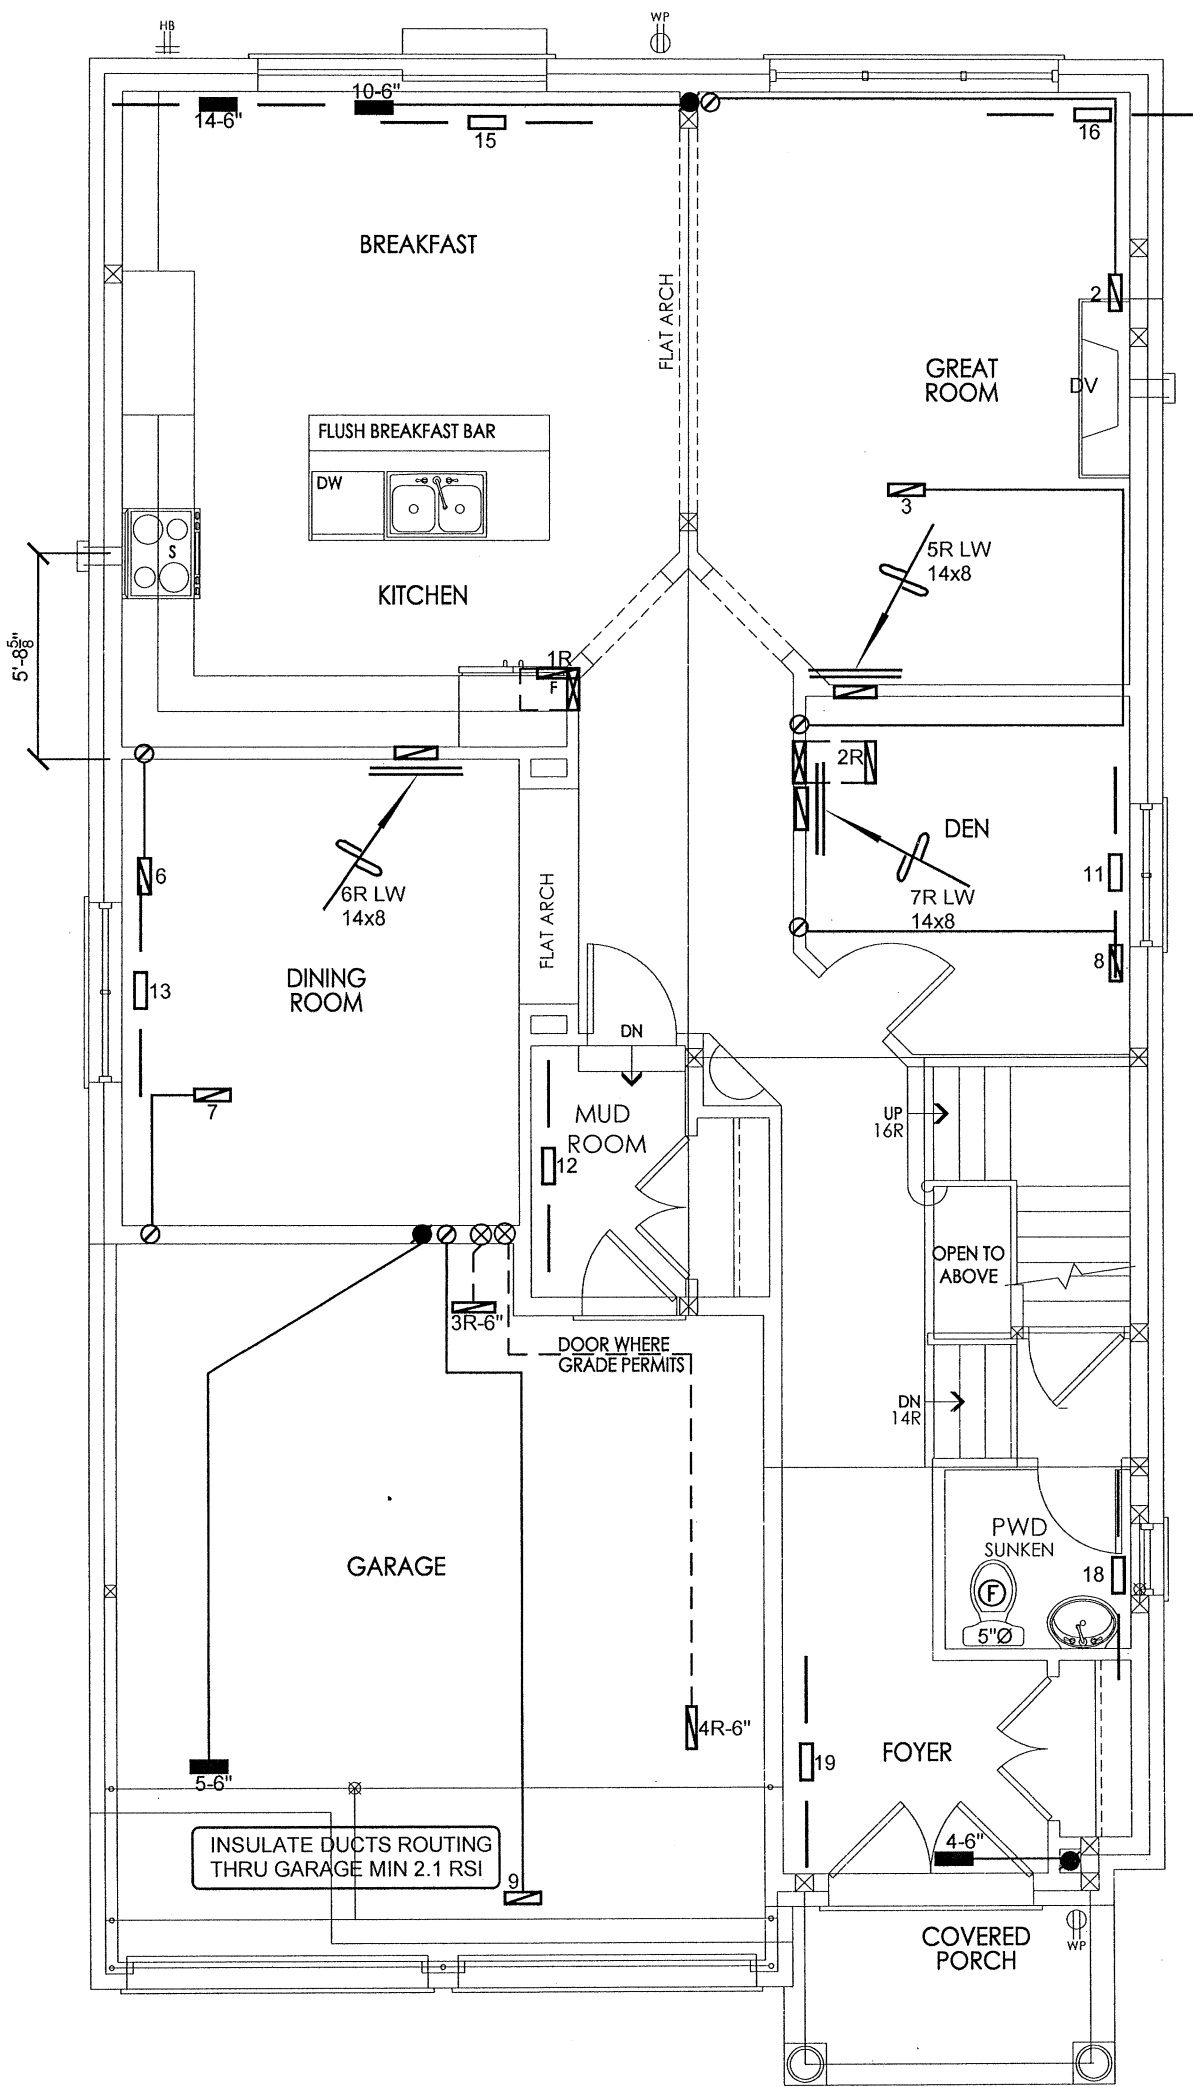 HB
WP
10-6"
14-6"
15
16
BREAKFAST
FLAT ARCH
2
GREAT
ROOM
DV
FLUSH BREAKFAST BAR
DW
3
S
5R LW
14x8
KITCHEN
5'-8 5/8"
1R
F
2R
DEN
6
11
6R LW
14x8
7R LW
14x8
FLAT ARCH
8
DINING
ROOM
13
DN
7
MUD
ROOM
UP
16R
12
OPEN TO
ABOVE
3R-6"
DOOR WHERE
GRADE PERMITS
DN
14R
PWD
SUNKEN
GARAGE
18
F
5"Ø
4R-6"
FOYER
19
5-6"
INSULATE DUCTS ROUTING
THRU GARAGE MIN 2.1 RSI
4-6"
9
COVERED
PORCH
WP